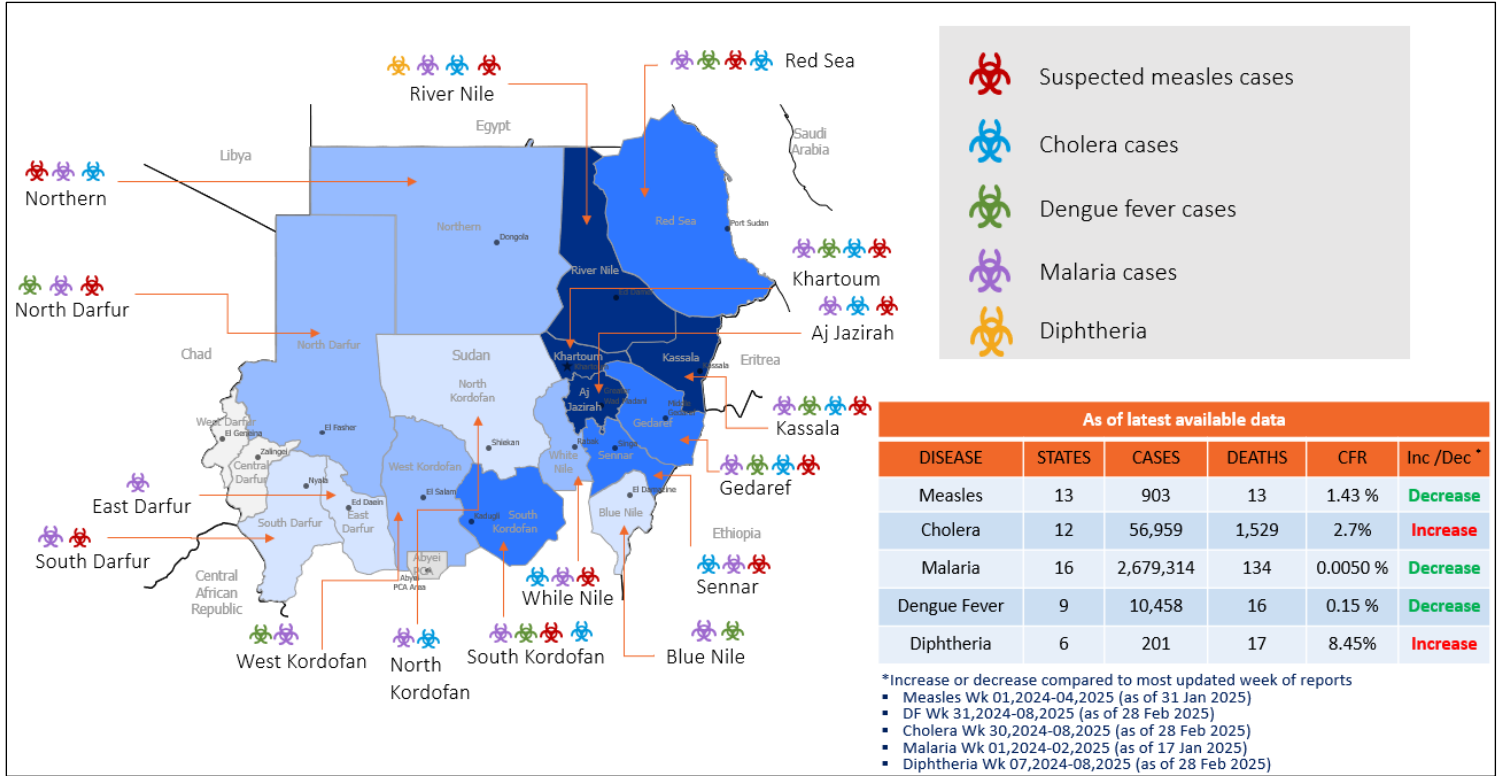 River Nile
Red Sea
Egypt
Libya
Saudi
Arabia
Northern
Northern
Dongola
Red Sea
Port Sudan
River Nile
Khartoum
Aj Jazirah
North Darfur
North Darfur
Chad
Sudan
North
Kordofan
Khartoum
Kassala
Kassala
Eritrea
Aj
Jazirah
Kassala
Gedaref
West Darfur
El Geneina
El Fasher
Zalingei
Central
Darfur
Shiekan
West Kordofan
White
Nile
Rabak
Singa
Sennar
Gedaref
East Darfur
Nyala
Ed Daein
El Salam
East
Darfur
South Darfur
Kadugli
South
Kordofan
El Damazine
Blue Nile
Ethiopia
South Darfur
Central
African
Republic
Abyei
PCA
Abyei
PCA Area
While Nile
Sennar
West Kordofan
North
Kordofan
South Kordofan
Blue Nile
Suspected measles cases
Cholera cases
Dengue fever cases
Malaria cases
Diphtheria
As of latest available data
DISEASE STATES CASES DEATHS CFR Inc /Dec *
Measles 13 903 13 1.43 % Decrease
Cholera 12 56,959 1,529 2.7% Increase
Malaria 16 2,679,314 134 0.0050 % Decrease
Dengue Fever 9 10,458 16 0.15 % Decrease
Diphtheria 6 201 17 8.45% Increase
*Increase or decrease compared to most updated week of reports
▪ Measles Wk 01,2024-04,2025 (as of 31 Jan 2025)
▪ DF Wk 31,2024-08,2025 (as of 28 Feb 2025)
▪ Cholera Wk 30,2024-08,2025 (as of 28 Feb 2025)
▪ Malaria Wk 01,2024-02,2025 (as of 17 Jan 2025)
▪ Diphtheria Wk 07,2024-08,2025 (as of 28 Feb 2025)